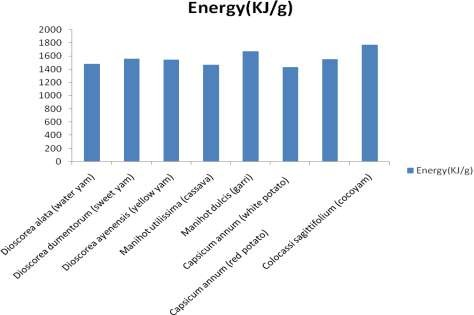 Energy(KJ/g)
2000
1800
1600
1400
1200
1000
800
600
400
200
0
Dioscorea alata (water yam)
Dioscorea dumentorum (sweet yam)
Dioscorea ayenensis (yellow yam)
Manihot utilissima (cassava)
Manihot dulcis (garri)
Capsicum annum (white potato)
Capsicum annum (red potato)
Colocassi sagittifolium (cocoyam)
Energy(KJ/g)